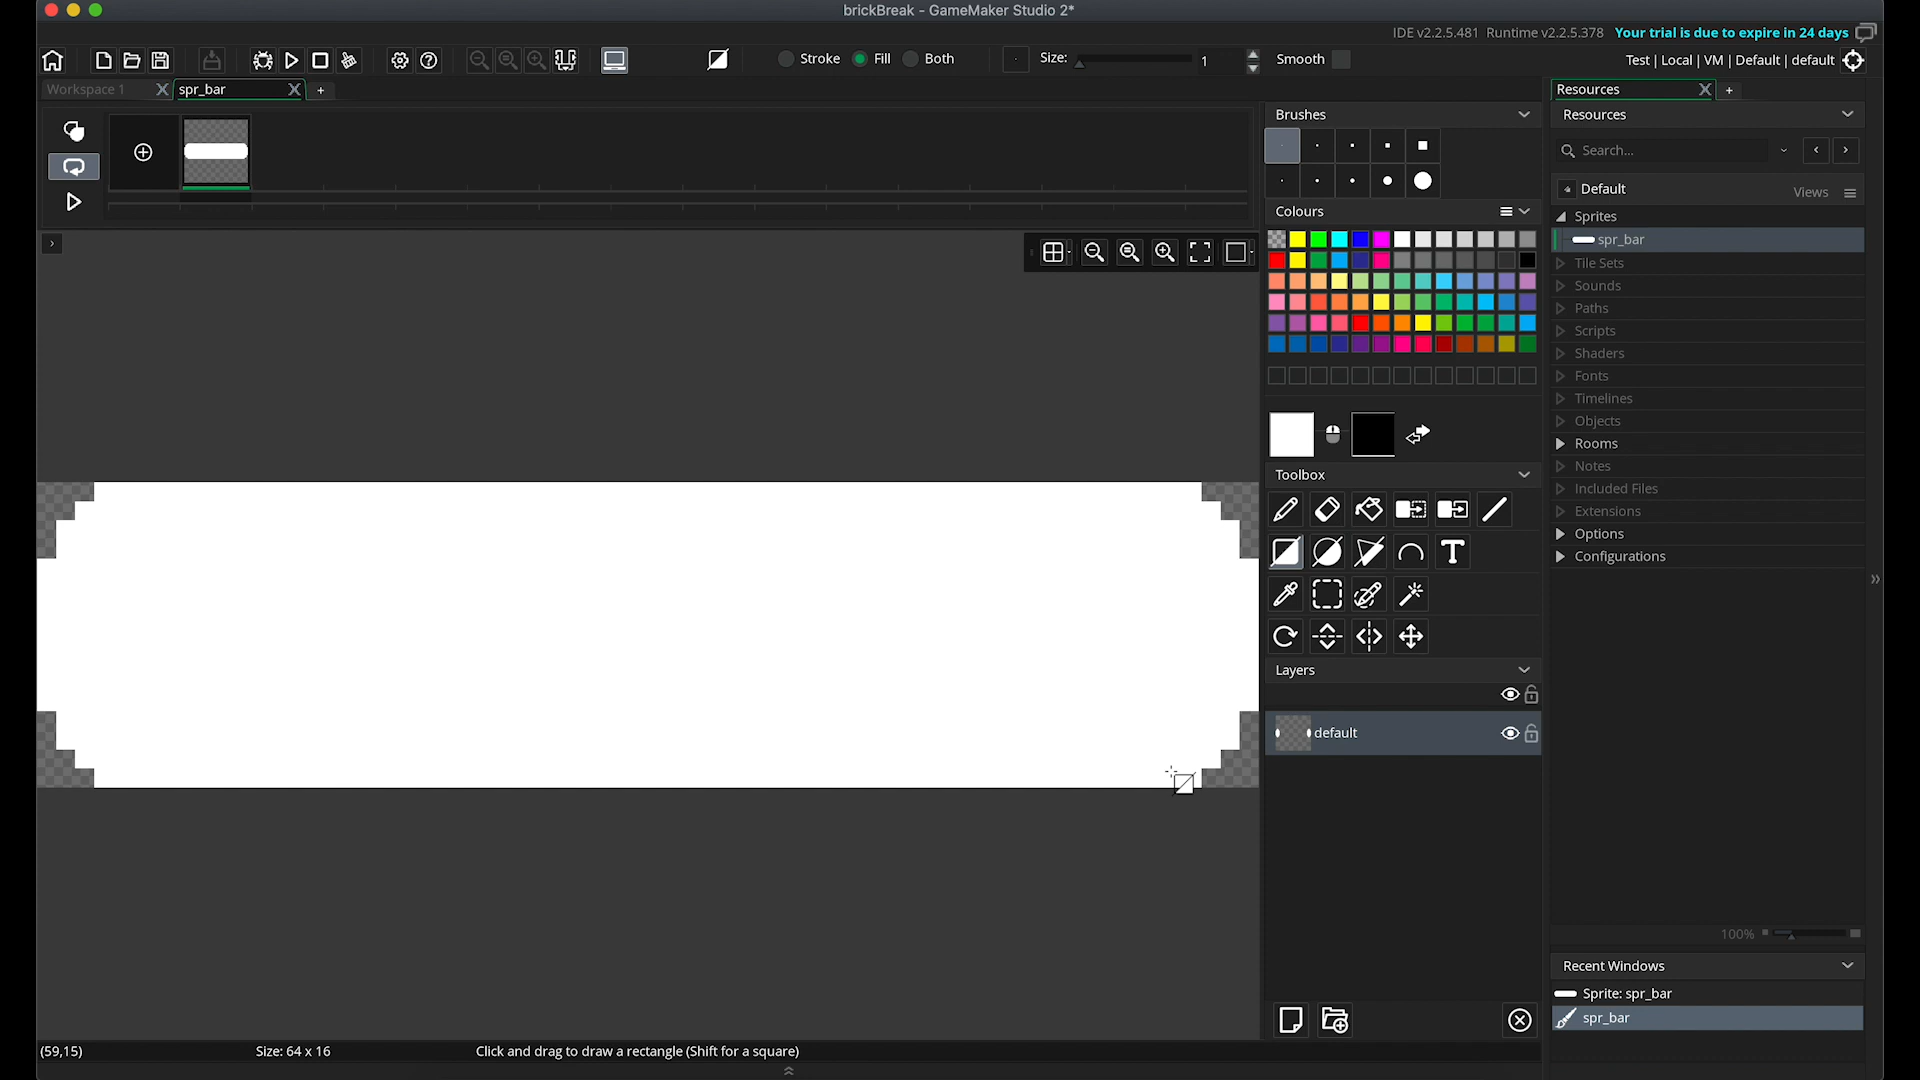 brickBreak - GameMaker Studio 2*
IDE v2.2.5.481 Runtime v2.2.5.378 Your trial is due to expire in 24 days
Stroke Fill Both Size: 1 Smooth
Test | Local | VM | Default | default
Workspace 1 spr_bar
Resources
Brushes
Resources
Search...
Default Views
Colours
Sprites
spr_bar
Tile Sets
Sounds
Paths
Scripts
Shaders
Fonts
Timelines
Objects
Rooms
Notes
Included Files
Extensions
Options
Configurations
Toolbox
T
Layers
default
100%
Recent Windows
Sprite: spr_bar
spr_bar
(59,15) Size: 64 x 16 Click and drag to draw a rectangle (Shift for a square)